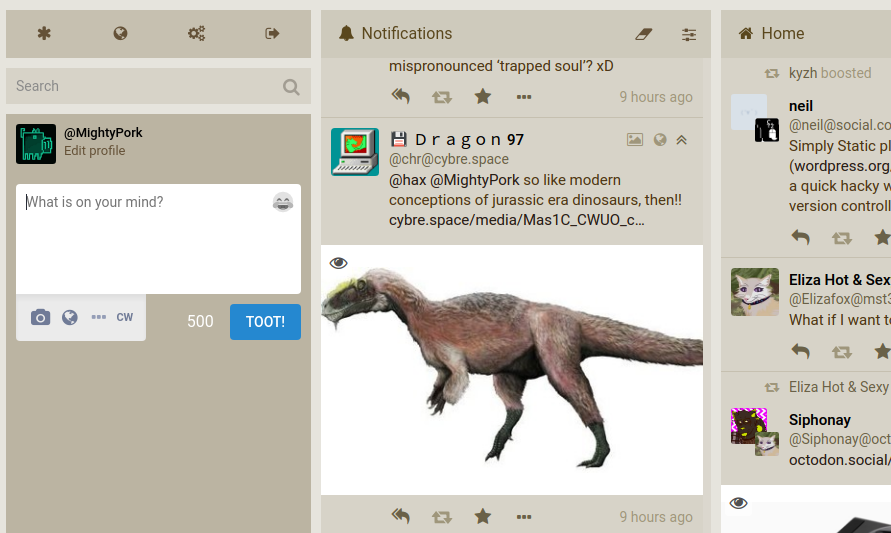 Search
@MightyPork
Edit profile
What is on your mind?
CW
500
TOOT!
Notifications
mispronounced ‘trapped soul’? xD
9 hours ago
💾 Ｄｒａｇｏｎ 97
@chr@cybre.space
@hax @MightyPork so like modern
conceptions of jurassic era dinosaurs, then!!
cybre.space/media/Mas1C_CWUO_c…
9 hours ago
Home
kyzh boosted
neil
@neil@social.co
Simply Static pl
(wordpress.org,
a quick hacky w
version controll
Eliza Hot & Sex
@Elizafox@mst3
What if I want to
Eliza Hot & Sexy
Siphonay
@Siphonay@oct
octodon.social/